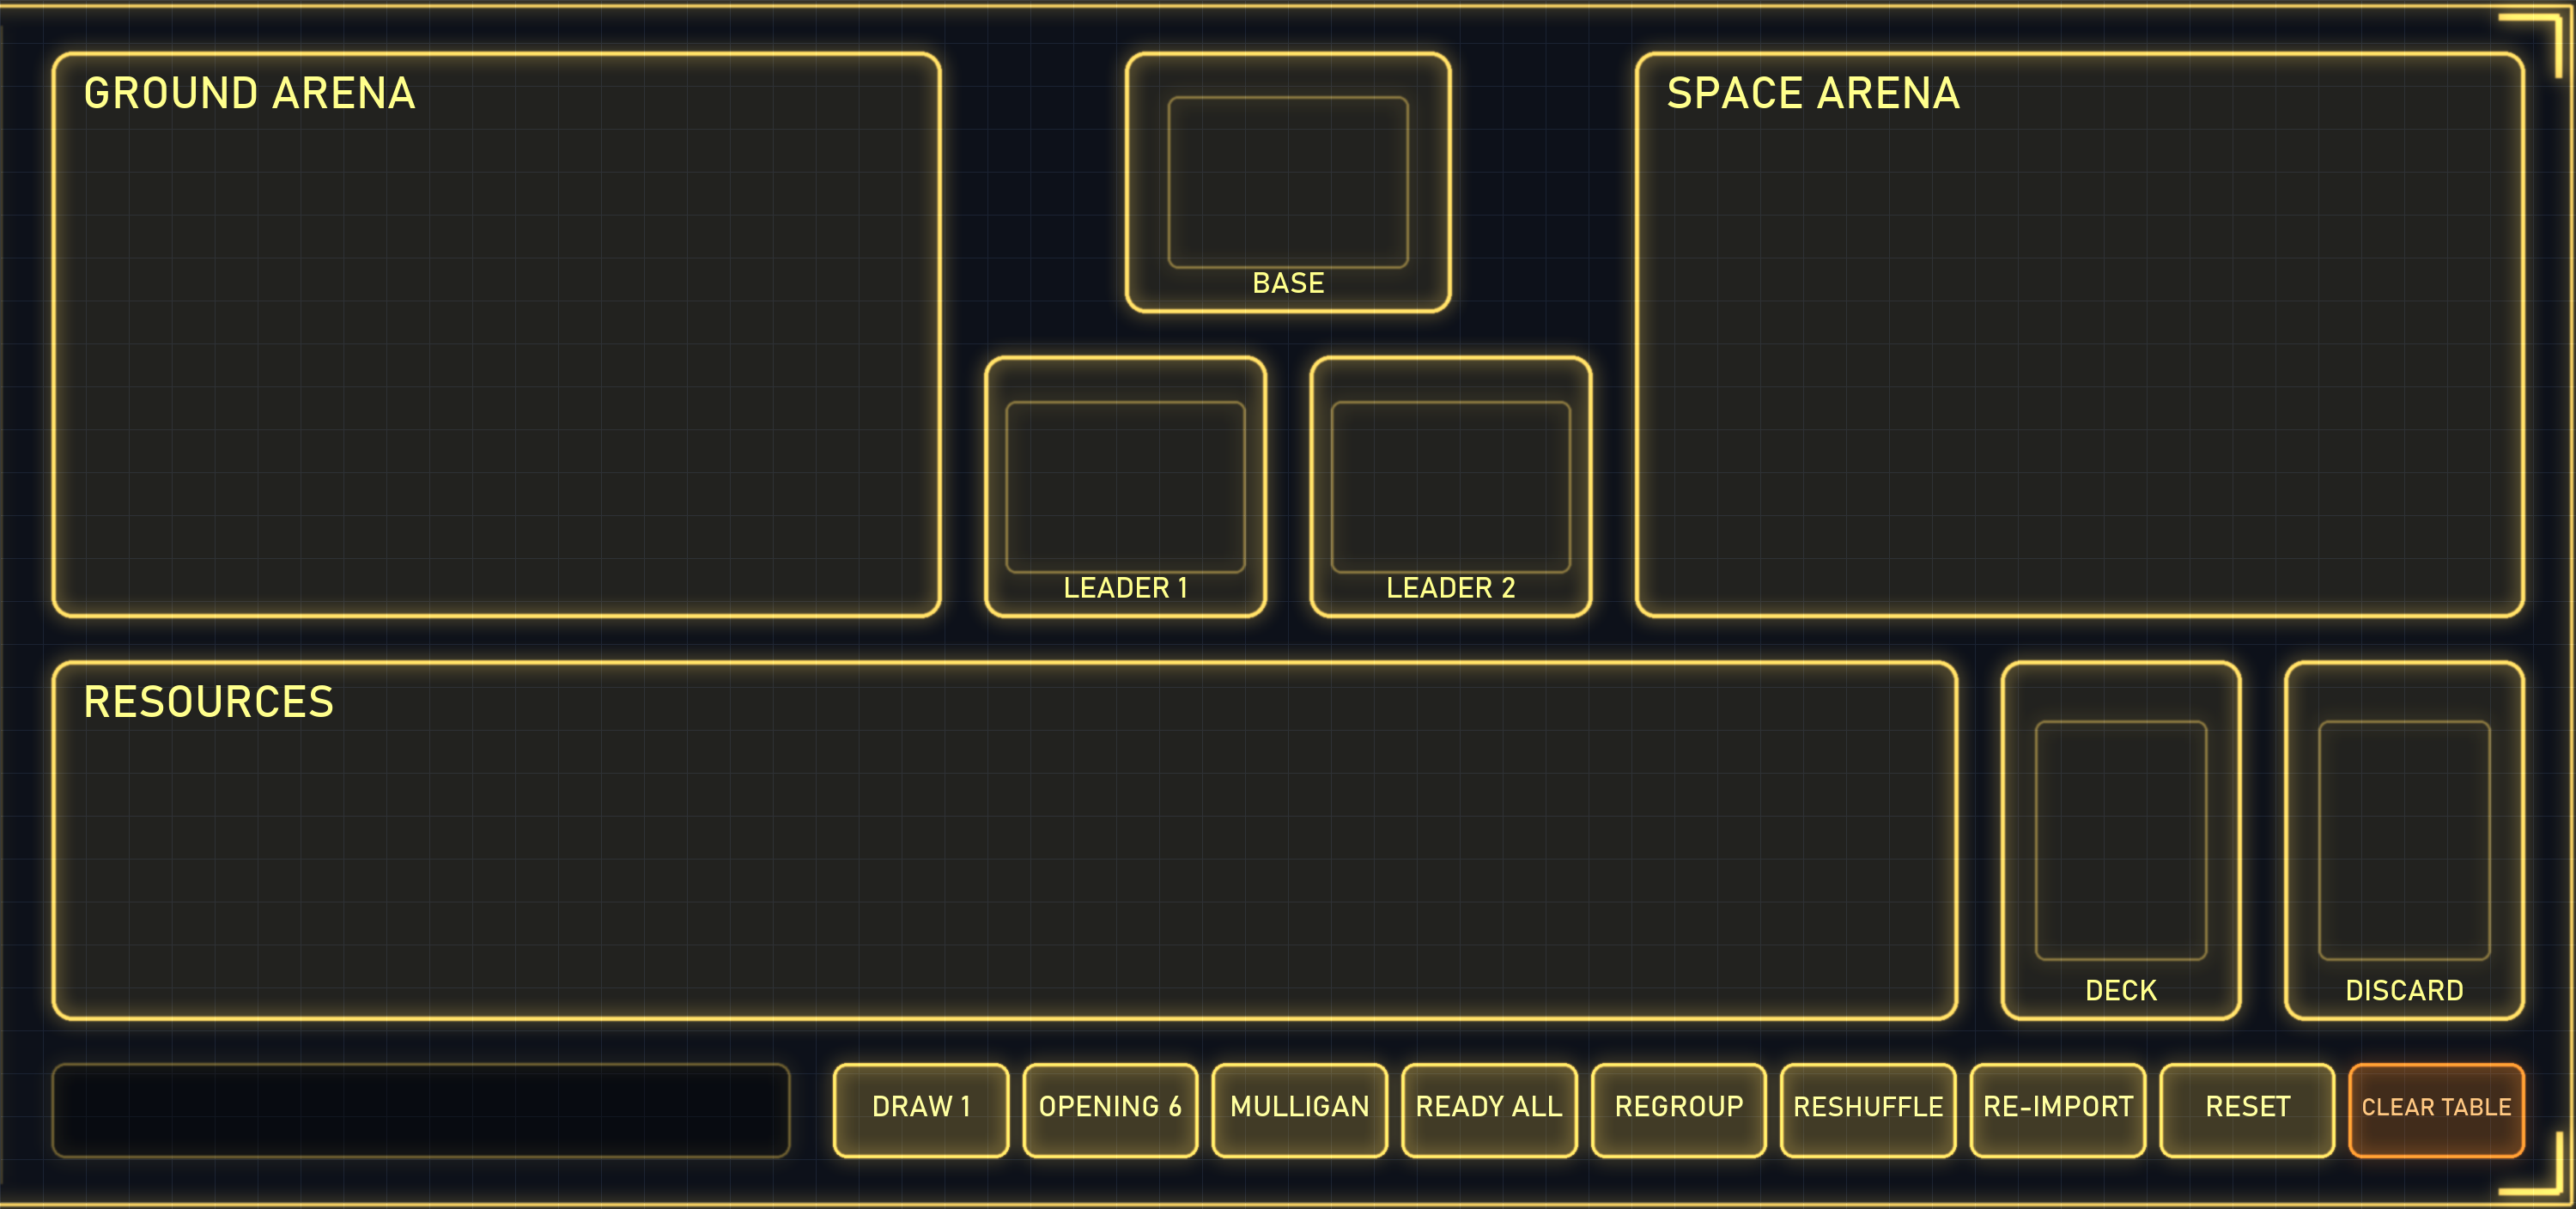 GROUND ARENA
BASE
SPACE ARENA
LEADER 1
LEADER 2
RESOURCES
DECK
DISCARD
DRAW 1
OPENING 6
MULLIGAN
READY ALL
REGROUP
RESHUFFLE
RE-IMPORT
RESET
CLEAR TABLE